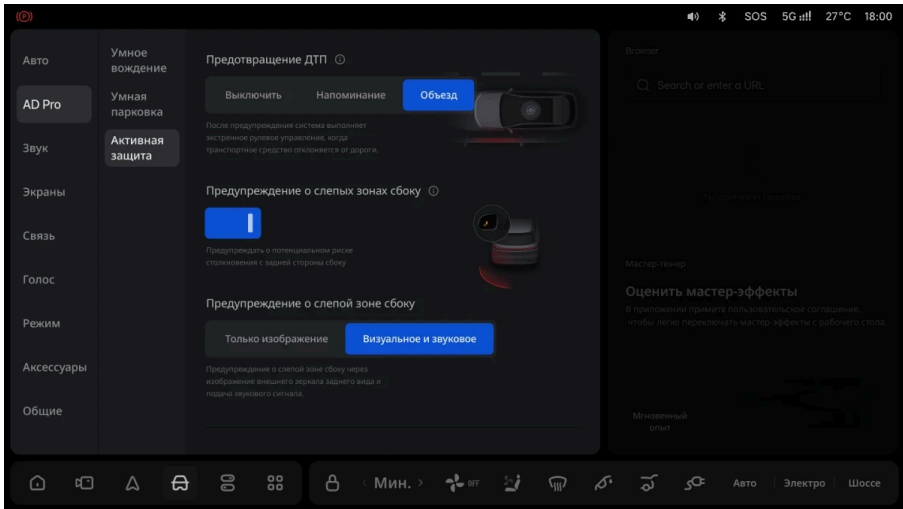 (P)
SOS
5G
27°C
18:00
Авто
AD Pro
Звук
Экраны
Связь
Голос
Режим
Аксессуары
Общие
Умное
вождение
Умная
парковка
Активная
защита
Предотвращение ДТП
Выключить
Напоминание
Объезд
После предупреждения система выполняет
экстренное рулевое управление, когда
транспортное средство отклоняется от дороги.
Предупреждение о слепых зонах сбоку
Предупреждать о потенциальном риске
столкновения с задней стороны сбоку
Предупреждение о слепой зоне сбоку
Только изображение
Визуальное и звуковое
Предупреждение о слепой зоне сбоку через
изображение внешнего зеркала заднего вида и
подача звукового сигнала.
Browser
Search or enter a URL
Мастер-тюнер
Оценить мастер-эффекты
В приложении примите пользовательское соглашение,
чтобы легко переключать мастер-эффекты с рабочего стола.
Мгновенный
опыт
Мин.
OFF
Авто
Электро
Шоссе